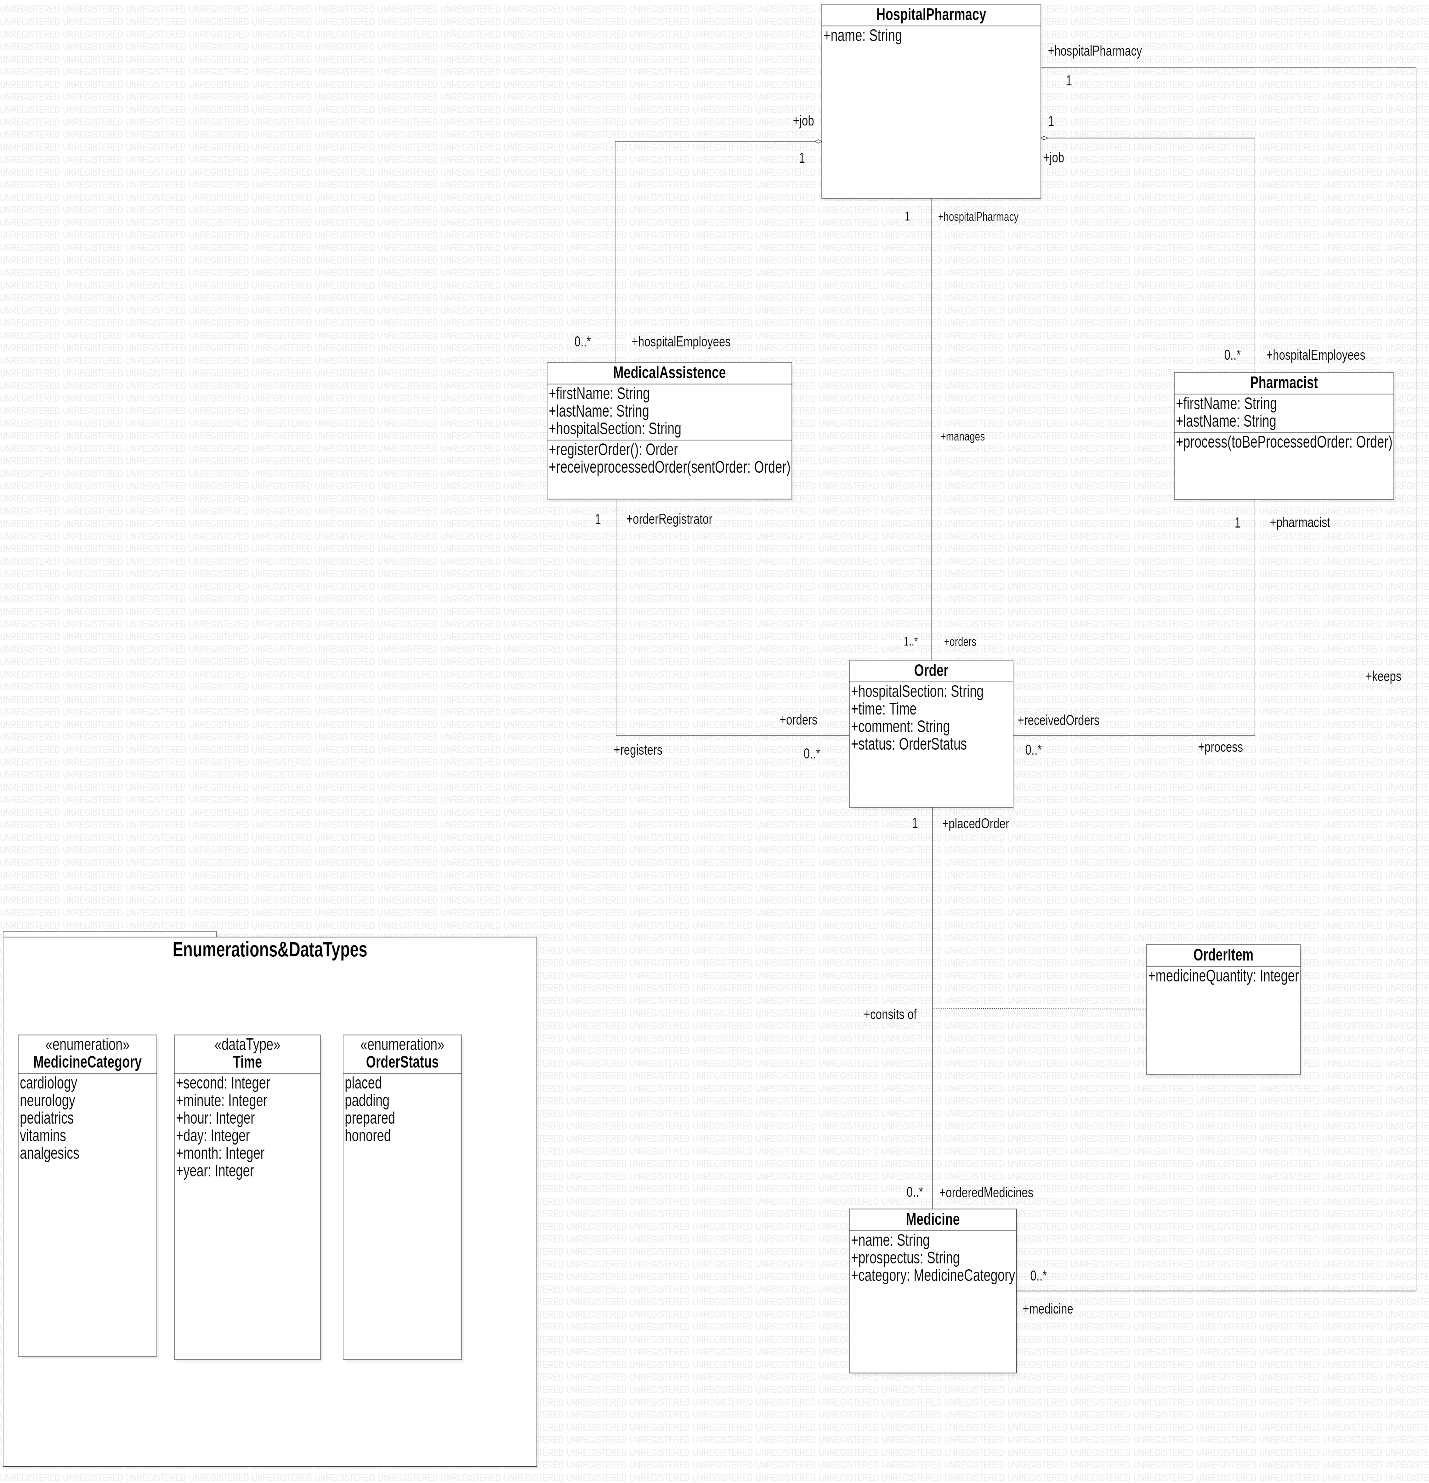 HospitalPharmacy
+name: String
+hospitalPharmacy
1
+job
1
1
+job
1
+hospitalPharmacy
0..*
+hospitalEmployees
0..*
+hospitalEmployees
MedicalAssistence
+firstName: String
+lastName: String
+hospitalSection: String
+registerOrder(): Order
+receiveprocessedOrder(sentOrder: Order)
Pharmacist
+firstName: String
+lastName: String
+process(toBeProcessedOrder: Order)
+manages
1
+orderRegistrator
1
+pharmacist
1..*
+orders
Order
+hospitalSection: String
+time: Time
+comment: String
+status: OrderStatus
+keeps
+orders
0..*
+registers
+receivedOrders
0..*
+process
1
+placedOrder
Enumerations&DataTypes
OrderItem
+medicineQuantity: Integer
+consits of
«enumeration»
MedicineCategory
cardiology
neurology
pediatrics
vitamins
analgesics
«dataType»
Time
+second: Integer
+minute: Integer
+hour: Integer
+day: Integer
+month: Integer
+year: Integer
«enumeration»
OrderStatus
placed
padding
prepared
honored
0..*
+orderedMedicines
Medicine
+name: String
+prospectus: String
+category: MedicineCategory
0..*
+medicine